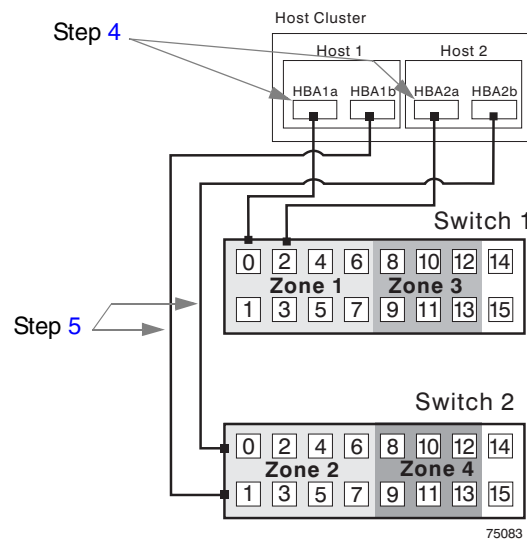 Host Cluster
Step 4
Host 1 Host 2
HBA1a HBA1b HBA2a HBA2b
Switch 1
0 2 4 6 8 10 12 14
Zone 1 Zone 3
1 3 5 7 9 11 13 15
Step 5
Switch 2
0 2 4 6 8 10 12 14
Zone 2 Zone 4
1 3 5 7 9 11 13 15
75083